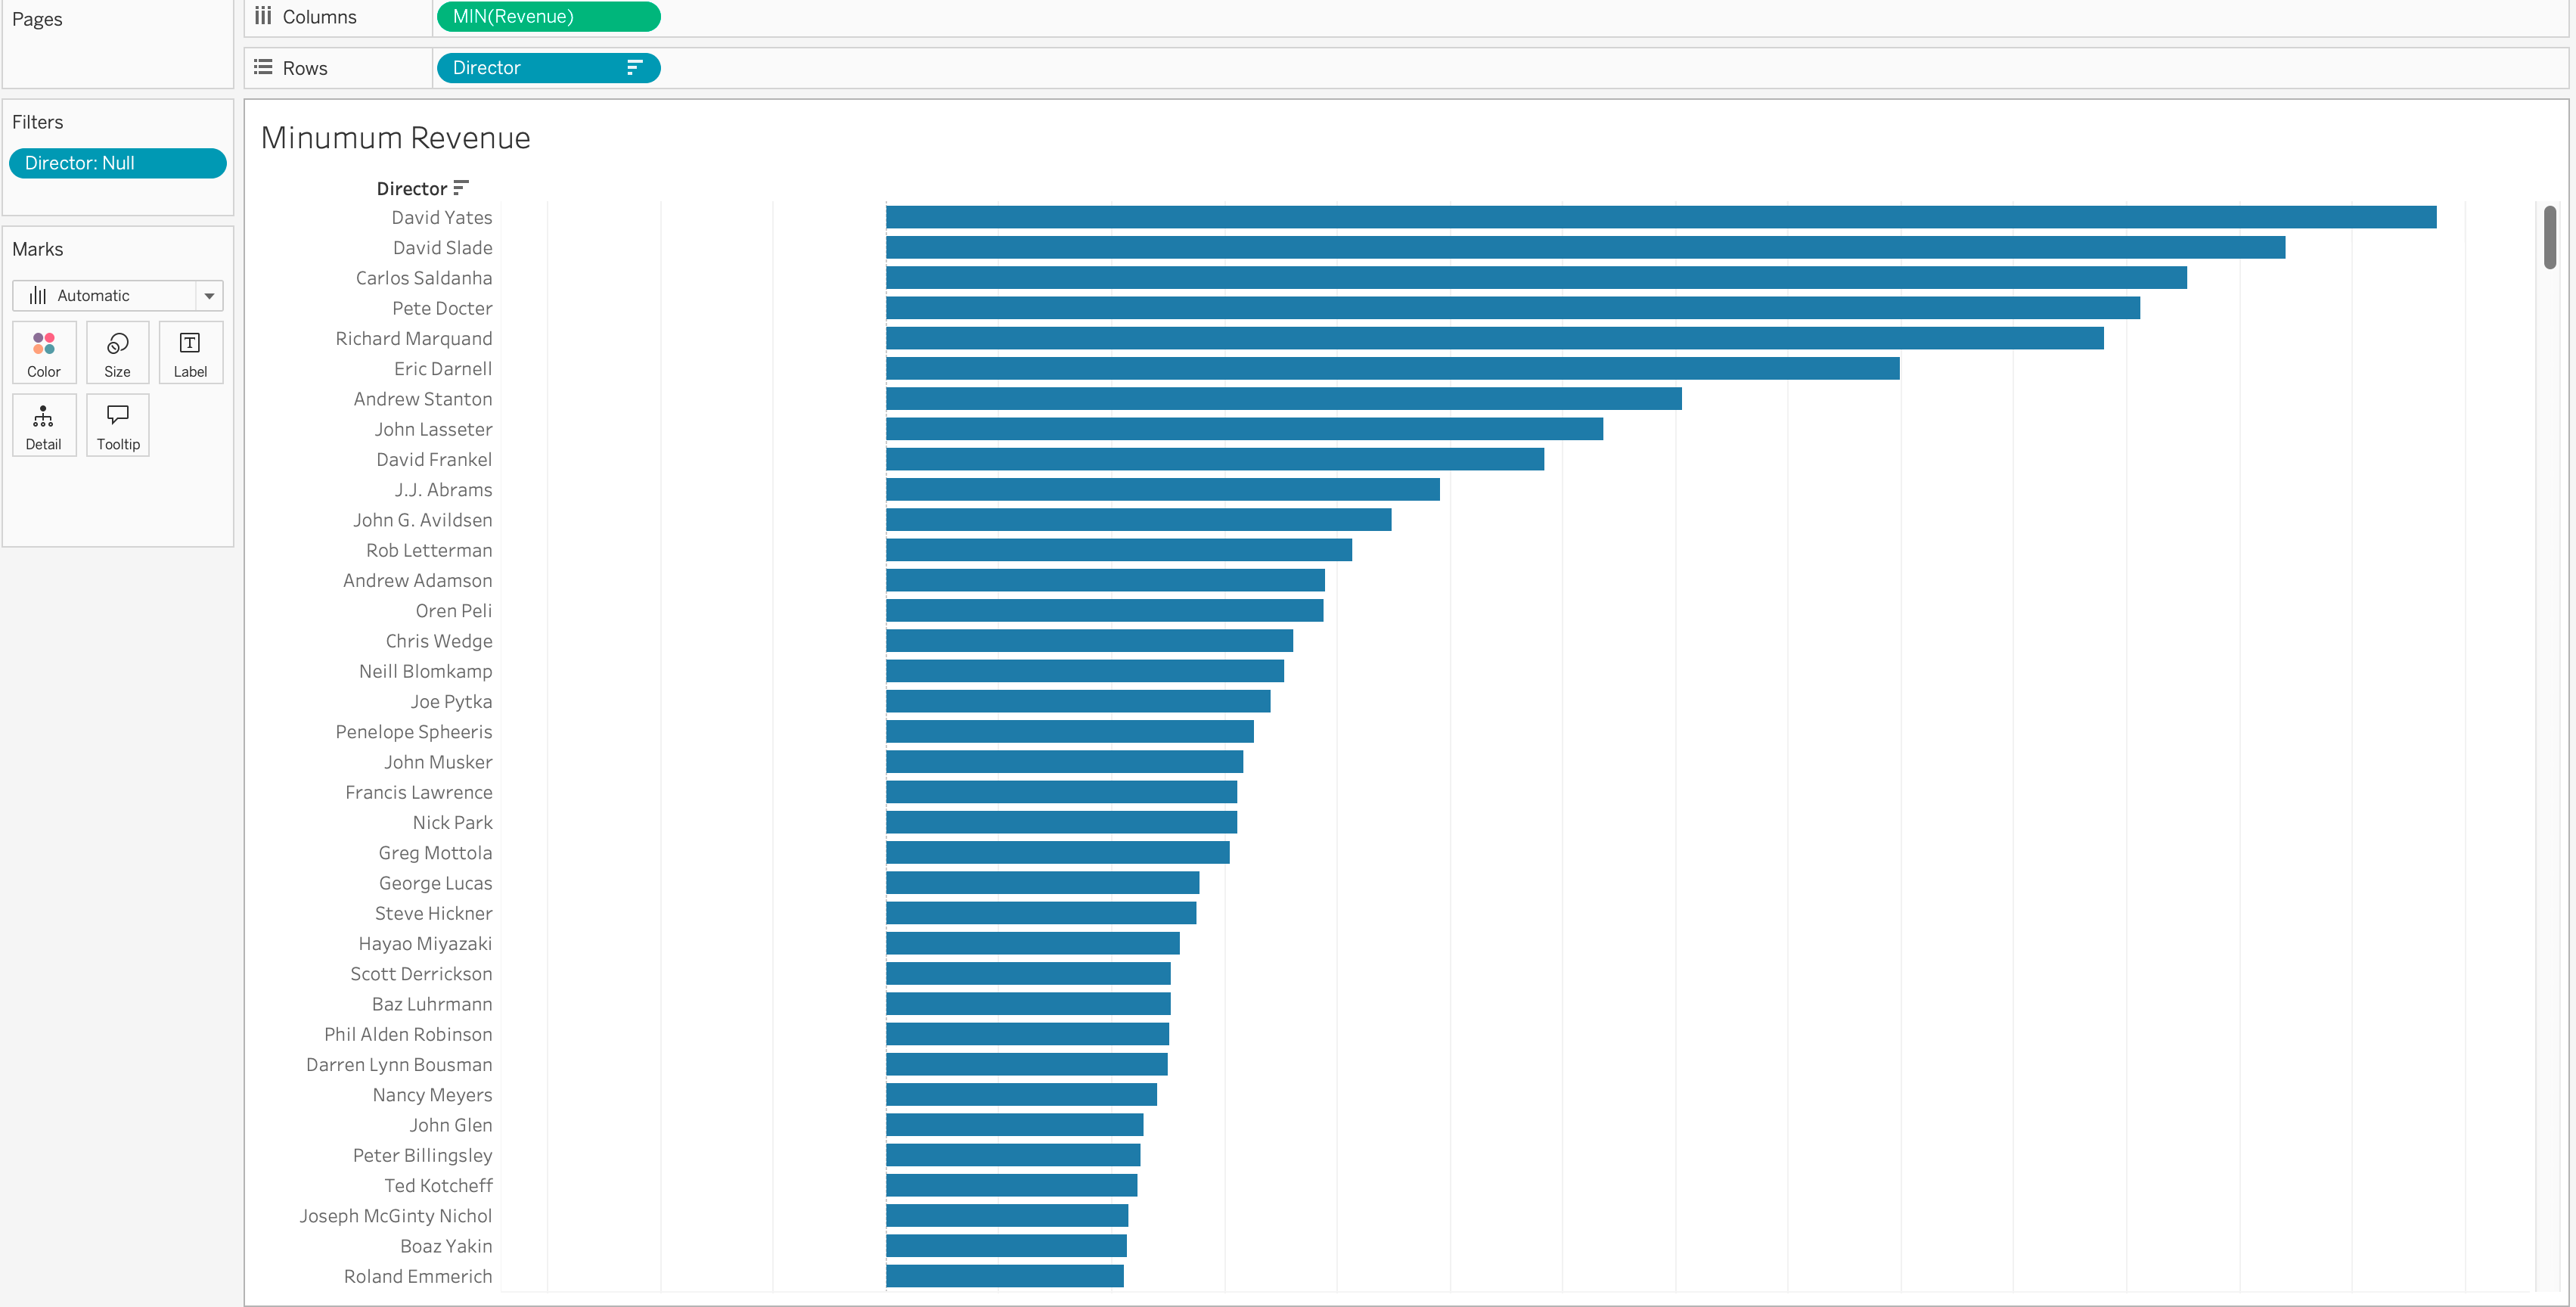 Pages
Columns
MIN(Revenue)
Rows
Director
Filters
Director: Null
Marks
Automatic
Color
Size
Label
Detail
Tooltip
Minumum Revenue
Director
David Yates
David Slade
Carlos Saldanha
Pete Docter
Richard Marquand
Eric Darnell
Andrew Stanton
John Lasseter
David Frankel
J.J. Abrams
John G. Avildsen
Rob Letterman
Andrew Adamson
Oren Peli
Chris Wedge
Neill Blomkamp
Joe Pytka
Penelope Spheeris
John Musker
Francis Lawrence
Nick Park
Greg Mottola
George Lucas
Steve Hickner
Hayao Miyazaki
Scott Derrickson
Baz Luhrmann
Phil Alden Robinson
Darren Lynn Bousman
Nancy Meyers
John Glen
Peter Billingsley
Ted Kotcheff
Joseph McGinty Nichol
Boaz Yakin
Roland Emmerich